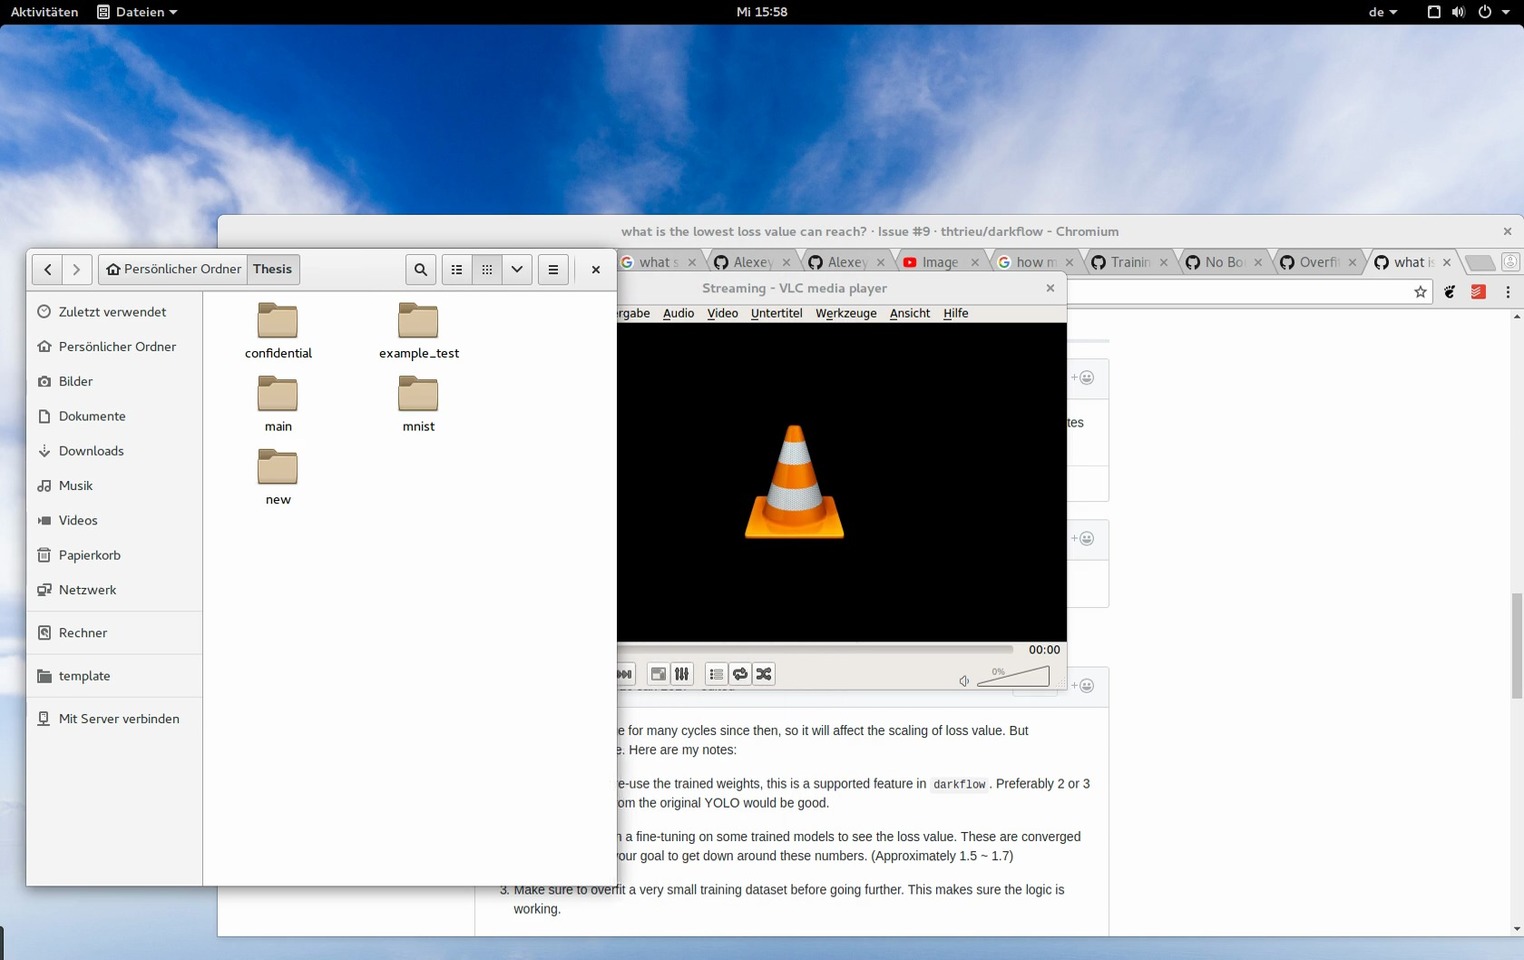 Aktivitäten Dateien Mi 15:58 de
what is the lowest loss value can reach? · Issue #9 · thtrieu/darkflow - Chromium
what s Alexey Alexey Image how m Trainin No Bo Overfi what is
Persönlicher Ordner Thesis
Streaming - VLC media player
ergabe Audio Video Untertitel Werkzeuge Ansicht Hilfe
Zuletzt verwendet
Persönlicher Ordner
Bilder
Dokumente
Downloads
Musik
Videos
Papierkorb
Netzwerk
Rechner
template
Mit Server verbinden
confidential example_test
main mnist
new
tes
00:00
0%
e for many cycles since then, so it will affect the scaling of loss value. But
e. Here are my notes:
re-use the trained weights, this is a supported feature in darkflow. Preferably 2 or 3
om the original YOLO would be good.
n a fine-tuning on some trained models to see the loss value. These are converged
your goal to get down around these numbers. (Approximately 1.5 ~ 1.7)
3. Make sure to overfit a very small training dataset before going further. This makes sure the logic is
working.